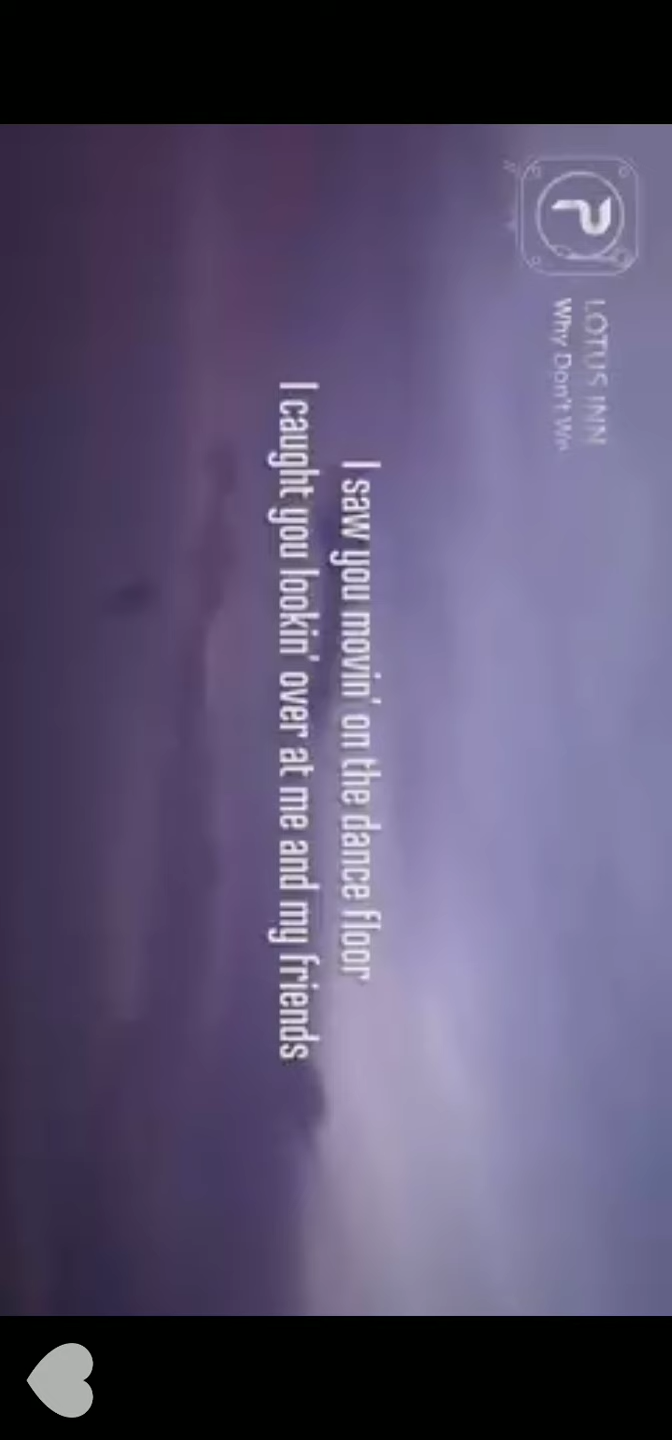 LOTUS INN
Why Don't We
I saw you movin' on the dance floor
I caught you lookin' over at me and my friends